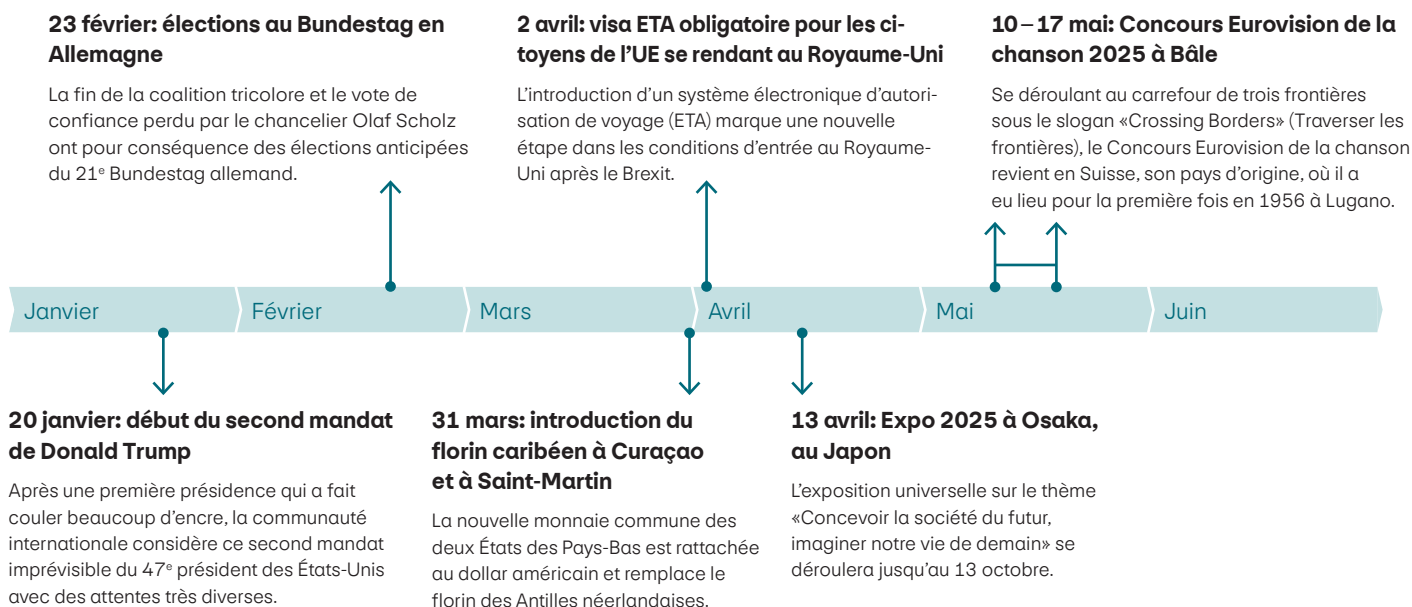 23 février: élections au Bundestag en
Allemagne
La fin de la coalition tricolore et le vote de
confiance perdu par le chancelier Olaf Scholz
ont pour conséquence des élections anticipées
du 21ᵉ Bundestag allemand.
2 avril: visa ETA obligatoire pour les ci-
toyens de l’UE se rendant au Royaume-Uni
L’introduction d’un système électronique d’autori-
sation de voyage (ETA) marque une nouvelle
étape dans les conditions d’entrée au Royaume-
Uni après le Brexit.
10–17 mai: Concours Eurovision de la
chanson 2025 à Bâle
Se déroulant au carrefour de trois frontières
sous le slogan «Crossing Borders» (Traverser les
frontières), le Concours Eurovision de la chanson
revient en Suisse, son pays d’origine, où il a
eu lieu pour la première fois en 1956 à Lugano.
Janvier
Février
Mars
Avril
Mai
Juin
20 janvier: début du second mandat
de Donald Trump
Après une première présidence qui a fait
couler beaucoup d’encre, la communauté
internationale considère ce second mandat
imprévisible du 47ᵉ président des États-Unis
avec des attentes très diverses.
31 mars: introduction du
florin caribéen à Curaçao
et à Saint-Martin
La nouvelle monnaie commune des
deux États des Pays-Bas est rattachée
au dollar américain et remplace le
florin des Antilles néerlandaises.
13 avril: Expo 2025 à Osaka,
au Japon
L’exposition universelle sur le thème
«Concevoir la société du futur,
imaginer notre vie de demain» se
déroulera jusqu’au 13 octobre.